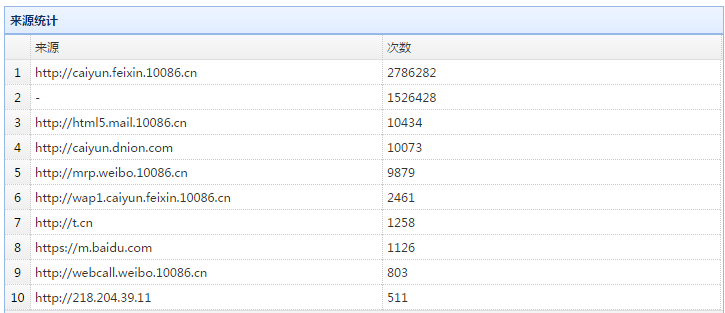 来源统计
来源 次数
1 http://caiyun.feixin.10086.cn 2786282
2 - 1526428
3 http://html5.mail.10086.cn 10434
4 http://caiyun.dnion.com 10073
5 http://mrp.weibo.10086.cn 9879
6 http://wap1.caiyun.feixin.10086.cn 2461
7 http://t.cn 1258
8 https://m.baidu.com 1126
9 http://webcall.weibo.10086.cn 803
10 http://218.204.39.11 511